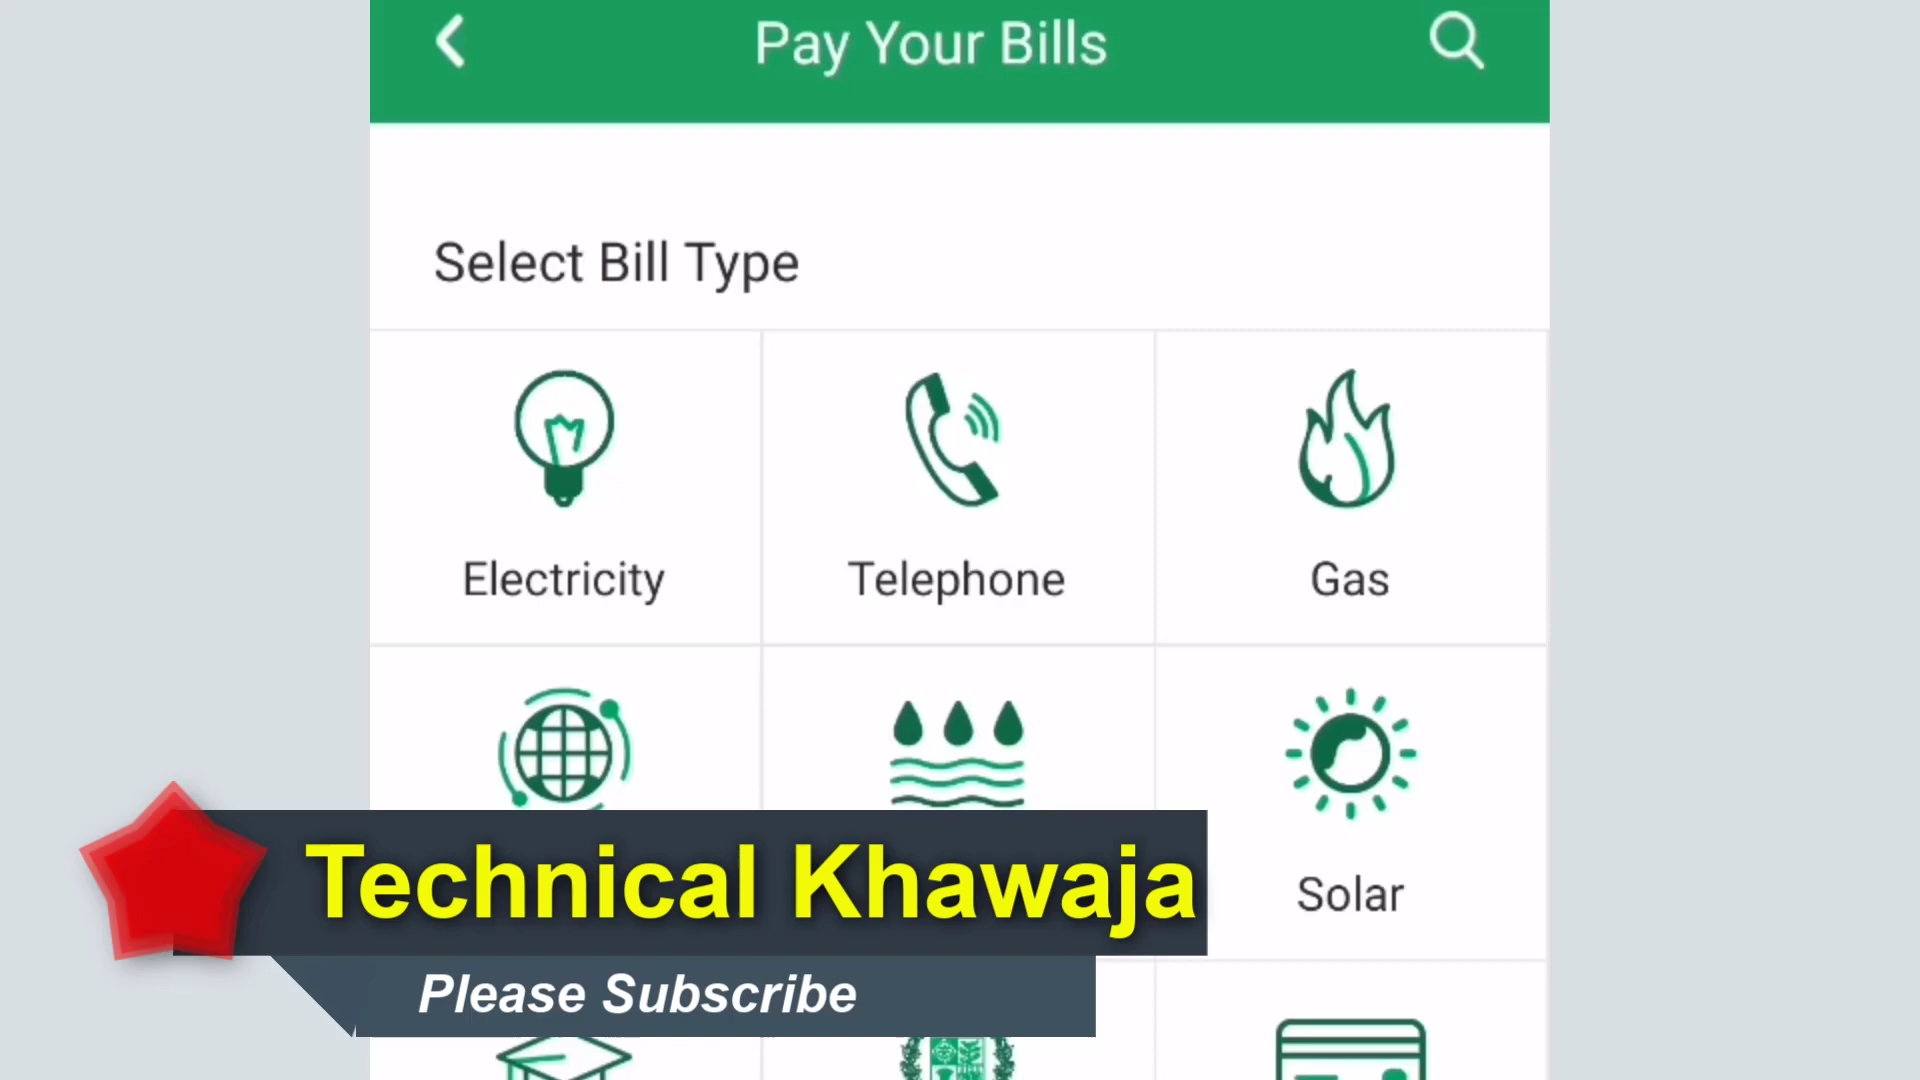 Pay Your Bills
Select Bill Type
Electricity
Telephone
Gas
Solar
Technical Khawaja
Please Subscribe